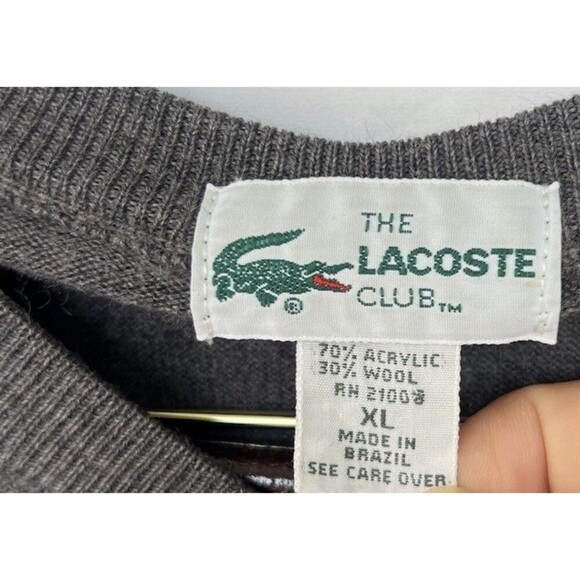 THE
LACOSTE
CLUB™
®
70% ACRYLIC
30% WOOL
RN 21008
XL
MADE IN
BRAZIL
SEE CARE OVER